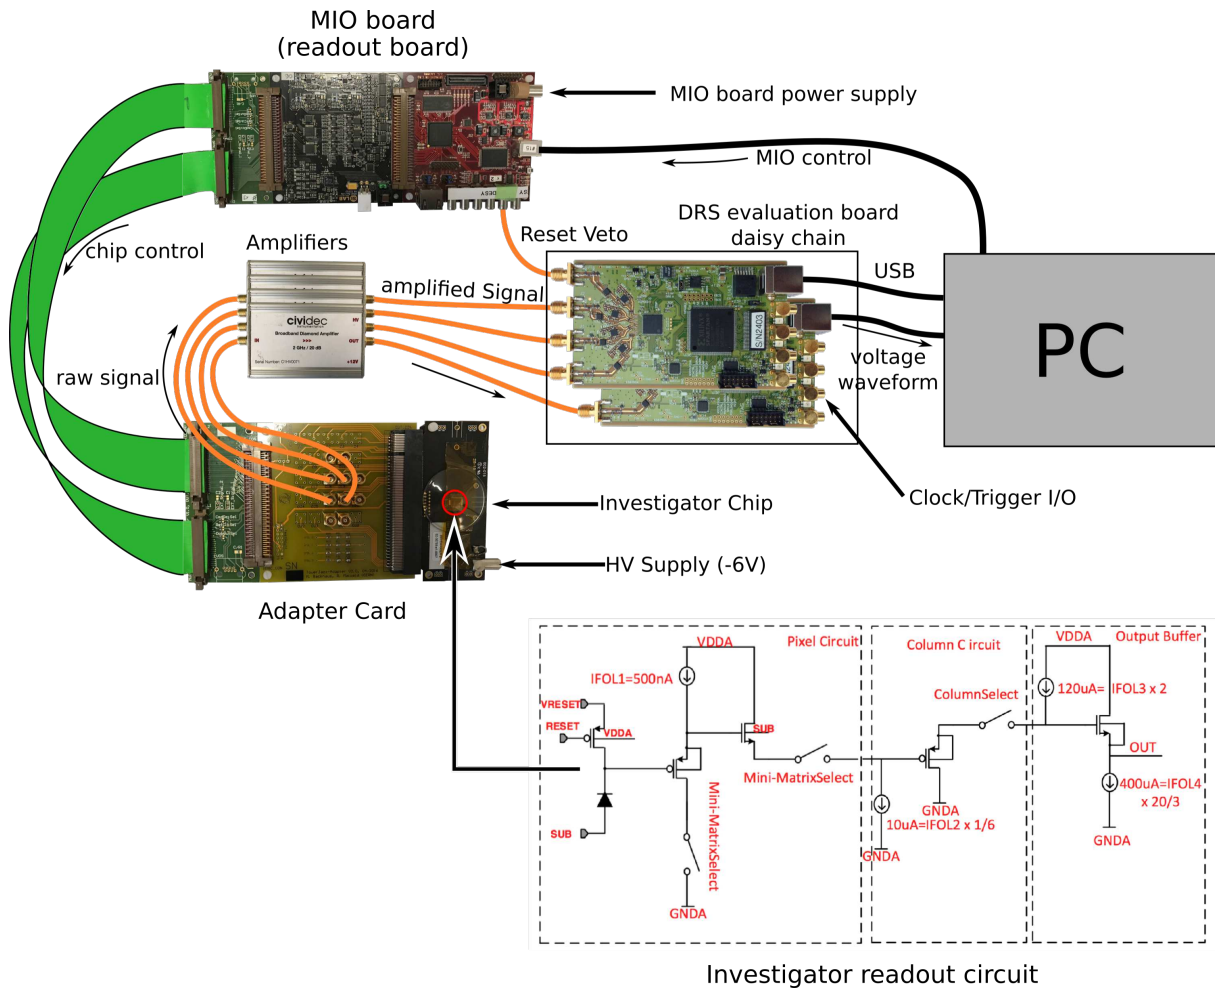 MIO board
(readout board)
MIO board power supply
MIO control
chip control
Amplifiers
Reset Veto
DRS evaluation board
daisy chain
USB
amplified Signal
cividec
Broadband Diamond Amplifier
2 GHz / 20 dB
HV
IN
OUT
+12V
DESY
S/N2403
voltage
waveform
PC
raw signal
Investigator Chip
Clock/Trigger I/O
HV Supply (-6V)
SN
Adapter Card
VDDA
Pixel Circuit
Column C ircuit
VDDA
Output Buffer
IFOL1=500nA
120uA= IFOL3 x 2
ColumnSelect
VRESET
RESET
VDDA
SUB
OUT
Mini-MatrixSelect
Mini-MatrixSelect
400uA=IFOL4
x 20/3
GNDA
10uA=IFOL2 x 1/6
SUB
GNDA
GNDA
GNDA
Investigator readout circuit